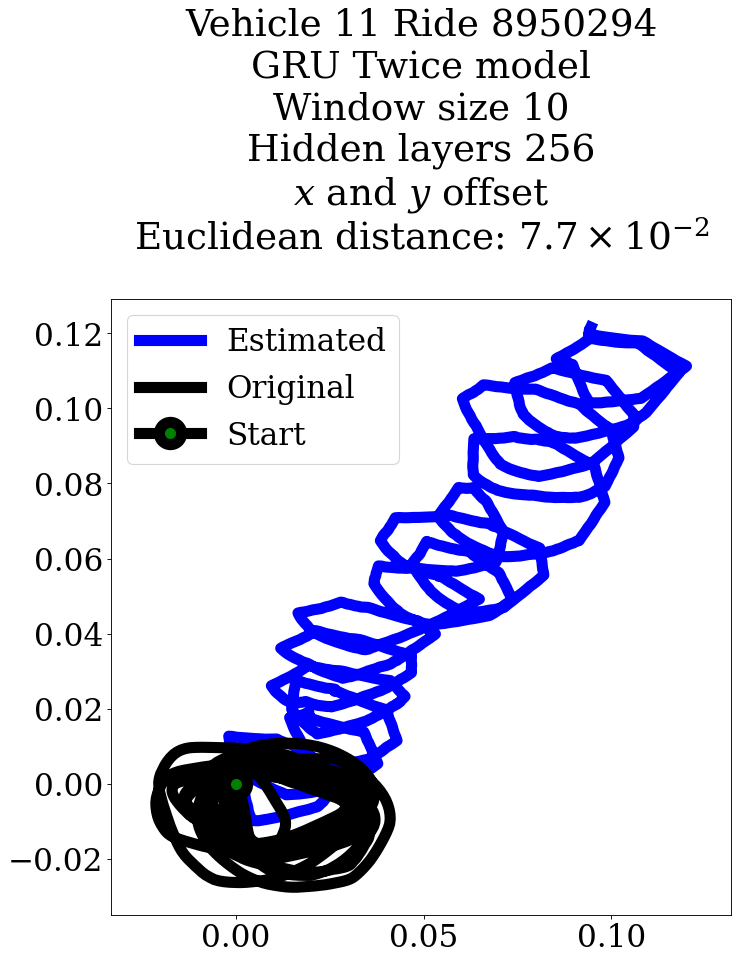 Vehicle 11 Ride 8950294
GRU Twice model
Window size 10
Hidden layers 256
x and y offset
Euclidean distance: 7.7 × 10⁻²
Estimated
Original
Start
0.12
0.10
0.08
0.06
0.04
0.02
0.00
−0.02
0.00 0.05 0.10